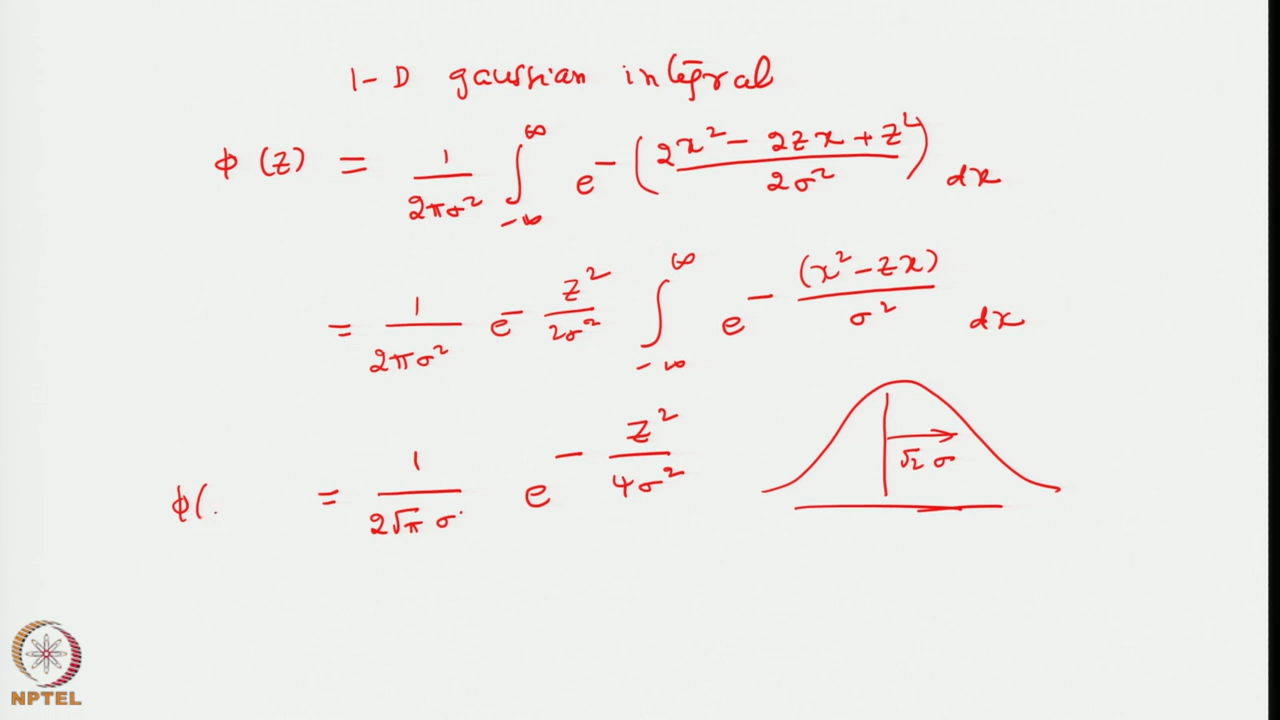 1-D gaussian integral
ϕ(z) = 1/2πσ² ∫_{-∞}^{∞} e^{-(2x² - 2zx + z²)/2σ²} dx
= 1/2πσ² e^{-z²/2σ²} ∫_{-∞}^{∞} e^{-(x² - zx)/σ²} dx
ϕ( = 1/2√π σ e^{-z²/4σ²}
√2 σ
NPTEL